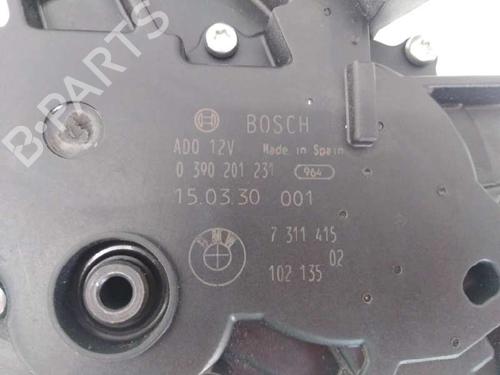 B-PARTS
BOSCH
ADO 12V Made in Spain
0 390 201 231 964
15.03.30 001
BMW
7 311 415
02
102 135